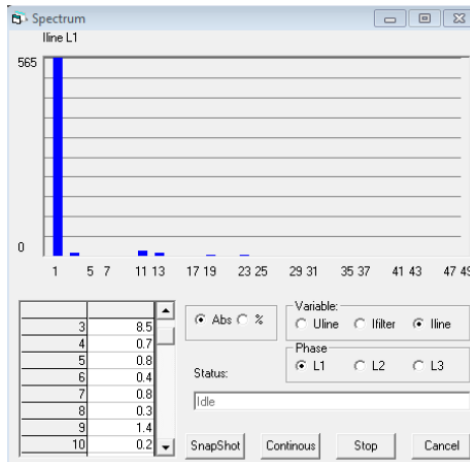 Spectrum
Iline L1
565
0
1 5 7 11 13 17 19 23 25 29 31 35 37 41 43 47 49
3 8.5
4 0.7
5 0.8
6 0.4
7 0.8
8 0.3
9 1.4
10 0.2
Abs %
Variable:
Uline Ifilter Iline
Phase
L1 L2 L3
Status:
Idle
SnapShot Continous Stop Cancel